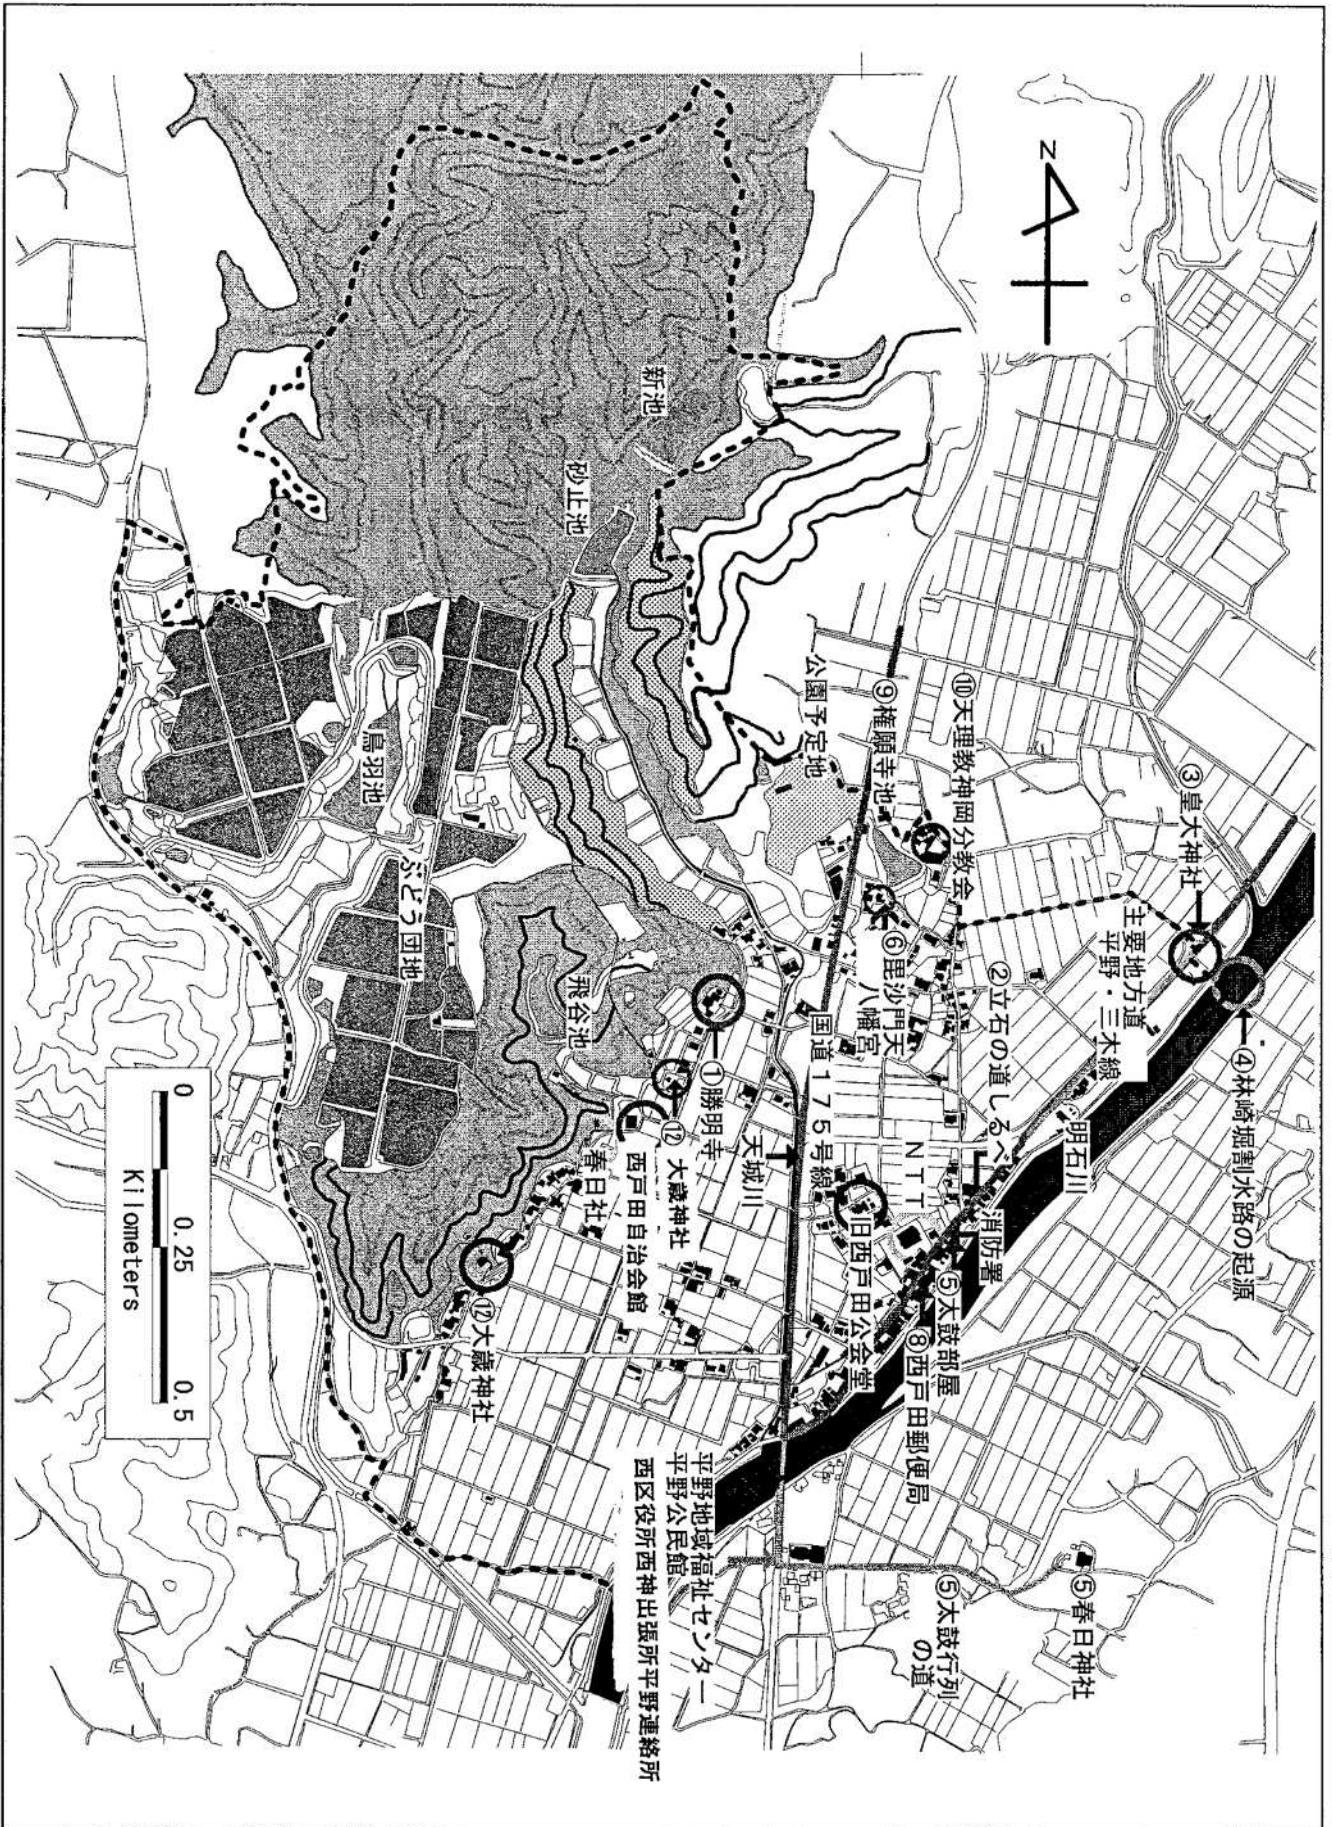 Z
新池
砂止池
公園予定地
⑨権願寺池
⑩天理教神岡分教会
③皇大神社
主要地方道
平野・三木線
④林崎堀割水路の起源
②立石の道しるべ
⑥毘沙門天
八幡宮
明石川
国道175号線
NTT
消防署
鳥羽池
ぶどう団地
飛谷池
①勝明寺
天城川
⑫大歳神社
西戸田自治会館
春日社
旧西戸田公会堂
⑤太鼓部屋
⑧西戸田郵便局
⑫大歳神社
平野地域福祉センター
平野公民館
西区役所西神出張所平野連絡所
⑤太鼓行列
の道
⑤春日神社
0 0.25 0.5
Kilometers